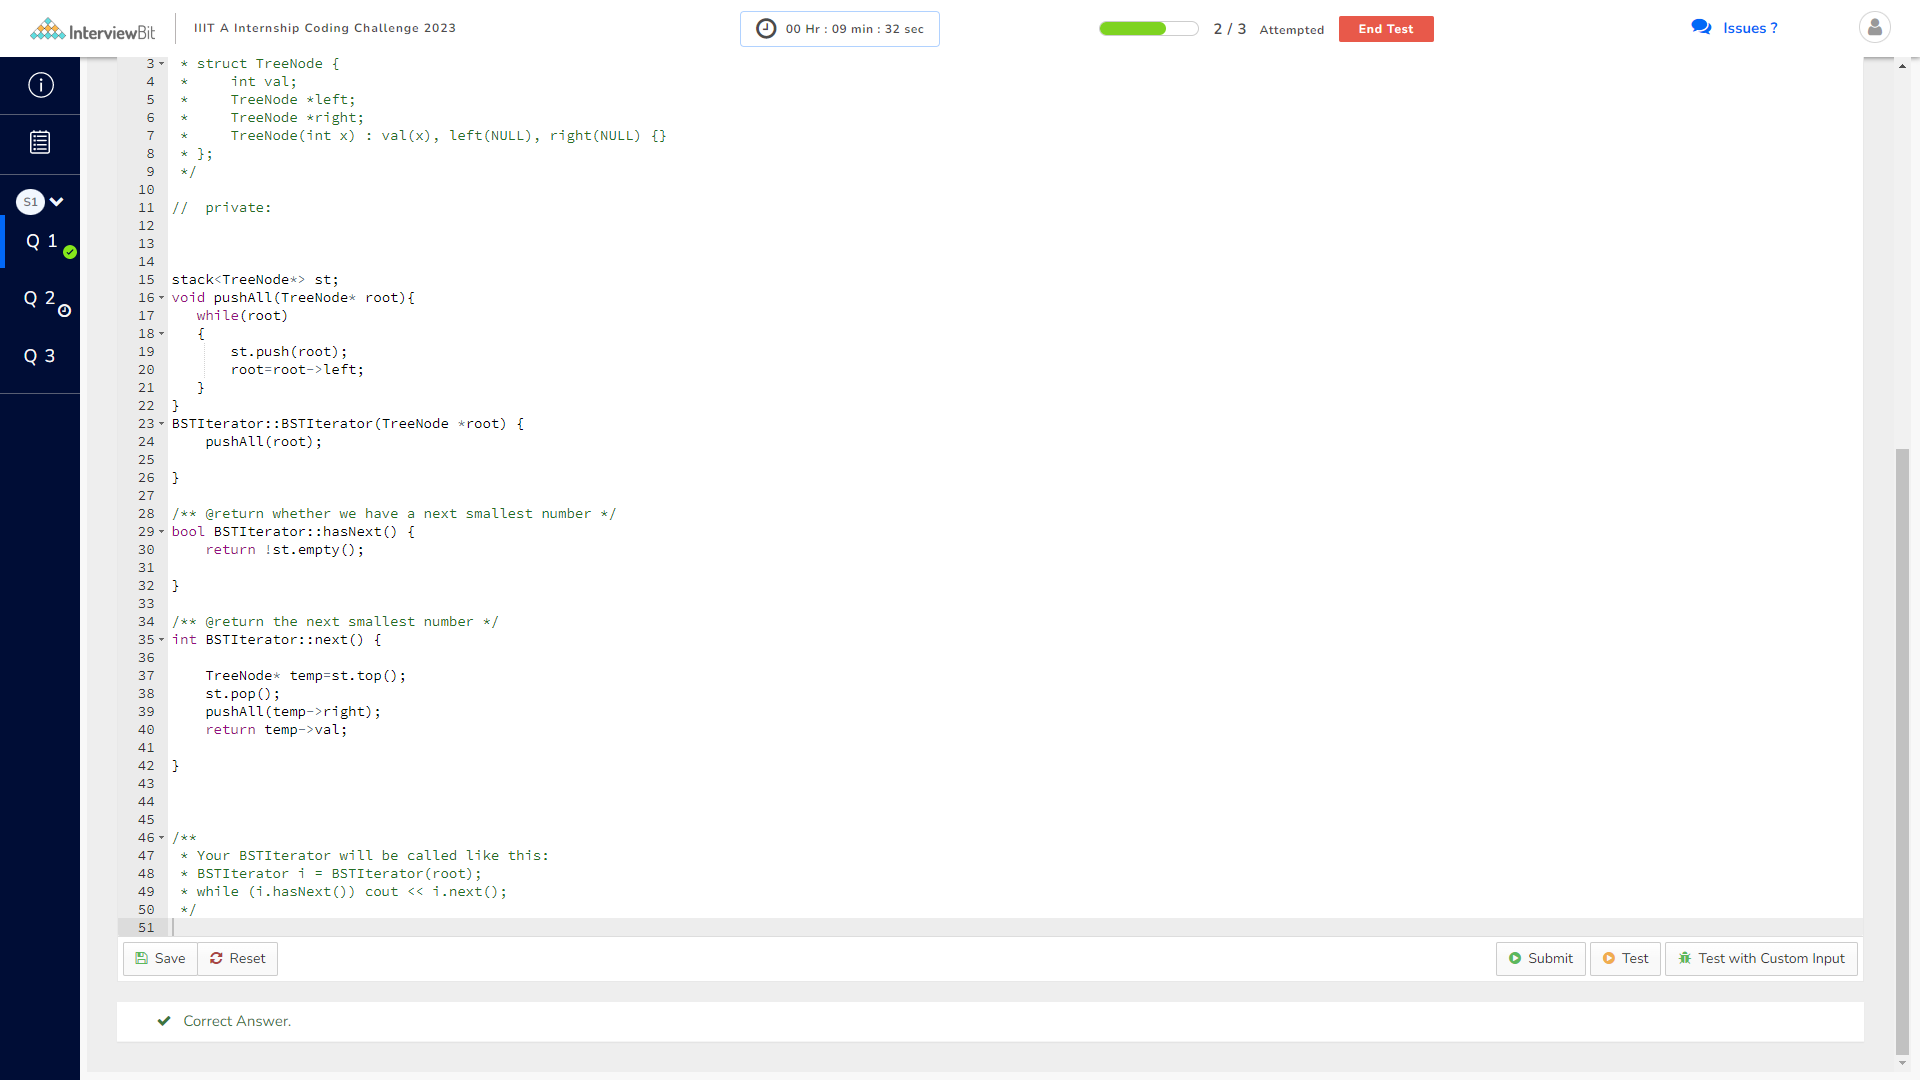 InterviewBit
IIIT A Internship Coding Challenge 2023
00 Hr : 09 min : 32 sec
2 / 3 Attempted
End Test
Issues ?
S1
Q 1
Q 2
Q 3
3 * struct TreeNode {
4 *     int val;
5 *     TreeNode *left;
6 *     TreeNode *right;
7 *     TreeNode(int x) : val(x), left(NULL), right(NULL) {}
8 * };
9 */
10
11 //  private:
12
13
14
15 stack<TreeNode*> st;
16 void pushAll(TreeNode* root){
17    while(root)
18    {
19        st.push(root);
20        root=root->left;
21    }
22 }
23 BSTIterator::BSTIterator(TreeNode *root) {
24     pushAll(root);
25
26 }
27
28 /** @return whether we have a next smallest number */
29 bool BSTIterator::hasNext() {
30     return !st.empty();
31
32 }
33
34 /** @return the next smallest number */
35 int BSTIterator::next() {
36
37     TreeNode* temp=st.top();
38     st.pop();
39     pushAll(temp->right);
40     return temp->val;
41
42 }
43
44
45
46 /**
47 * Your BSTIterator will be called like this:
48 * BSTIterator i = BSTIterator(root);
49 * while (i.hasNext()) cout << i.next();
50 */
51
Save
Reset
Submit
Test
Test with Custom Input
Correct Answer.